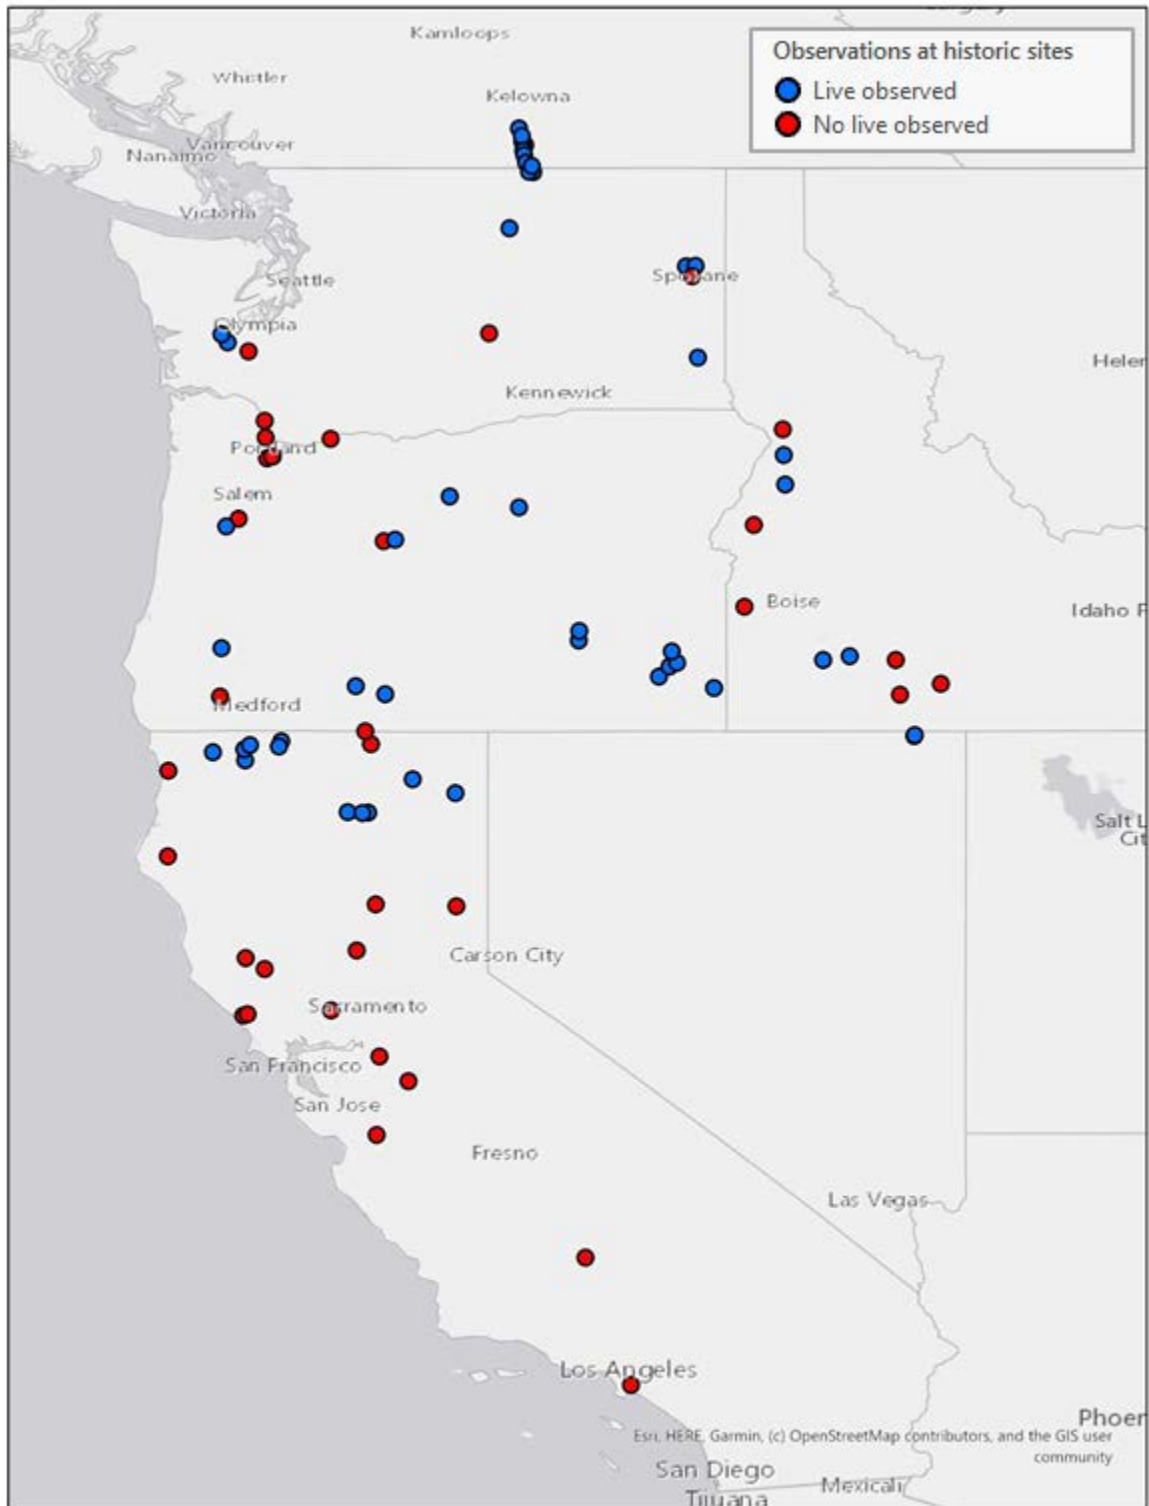 Kamloops
Observations at historic sites
Whistler
Live observed
Kelowna
No live observed
Vancouver
Nanaimo
Victoria
Spokane
Seattle
Olympia
Helen
Kennewick
Portland
Salem
Boise
Idaho F
Medford
Salt L
Cit
Carson City
Sacramento
San Francisco
San Jose
Fresno
Las Vegas
Los Angeles
Phoen
Esri, HERE, Garmin, (c) OpenStreetMap contributors, and the GIS user
community
San Diego
Mexicali
Tijuana